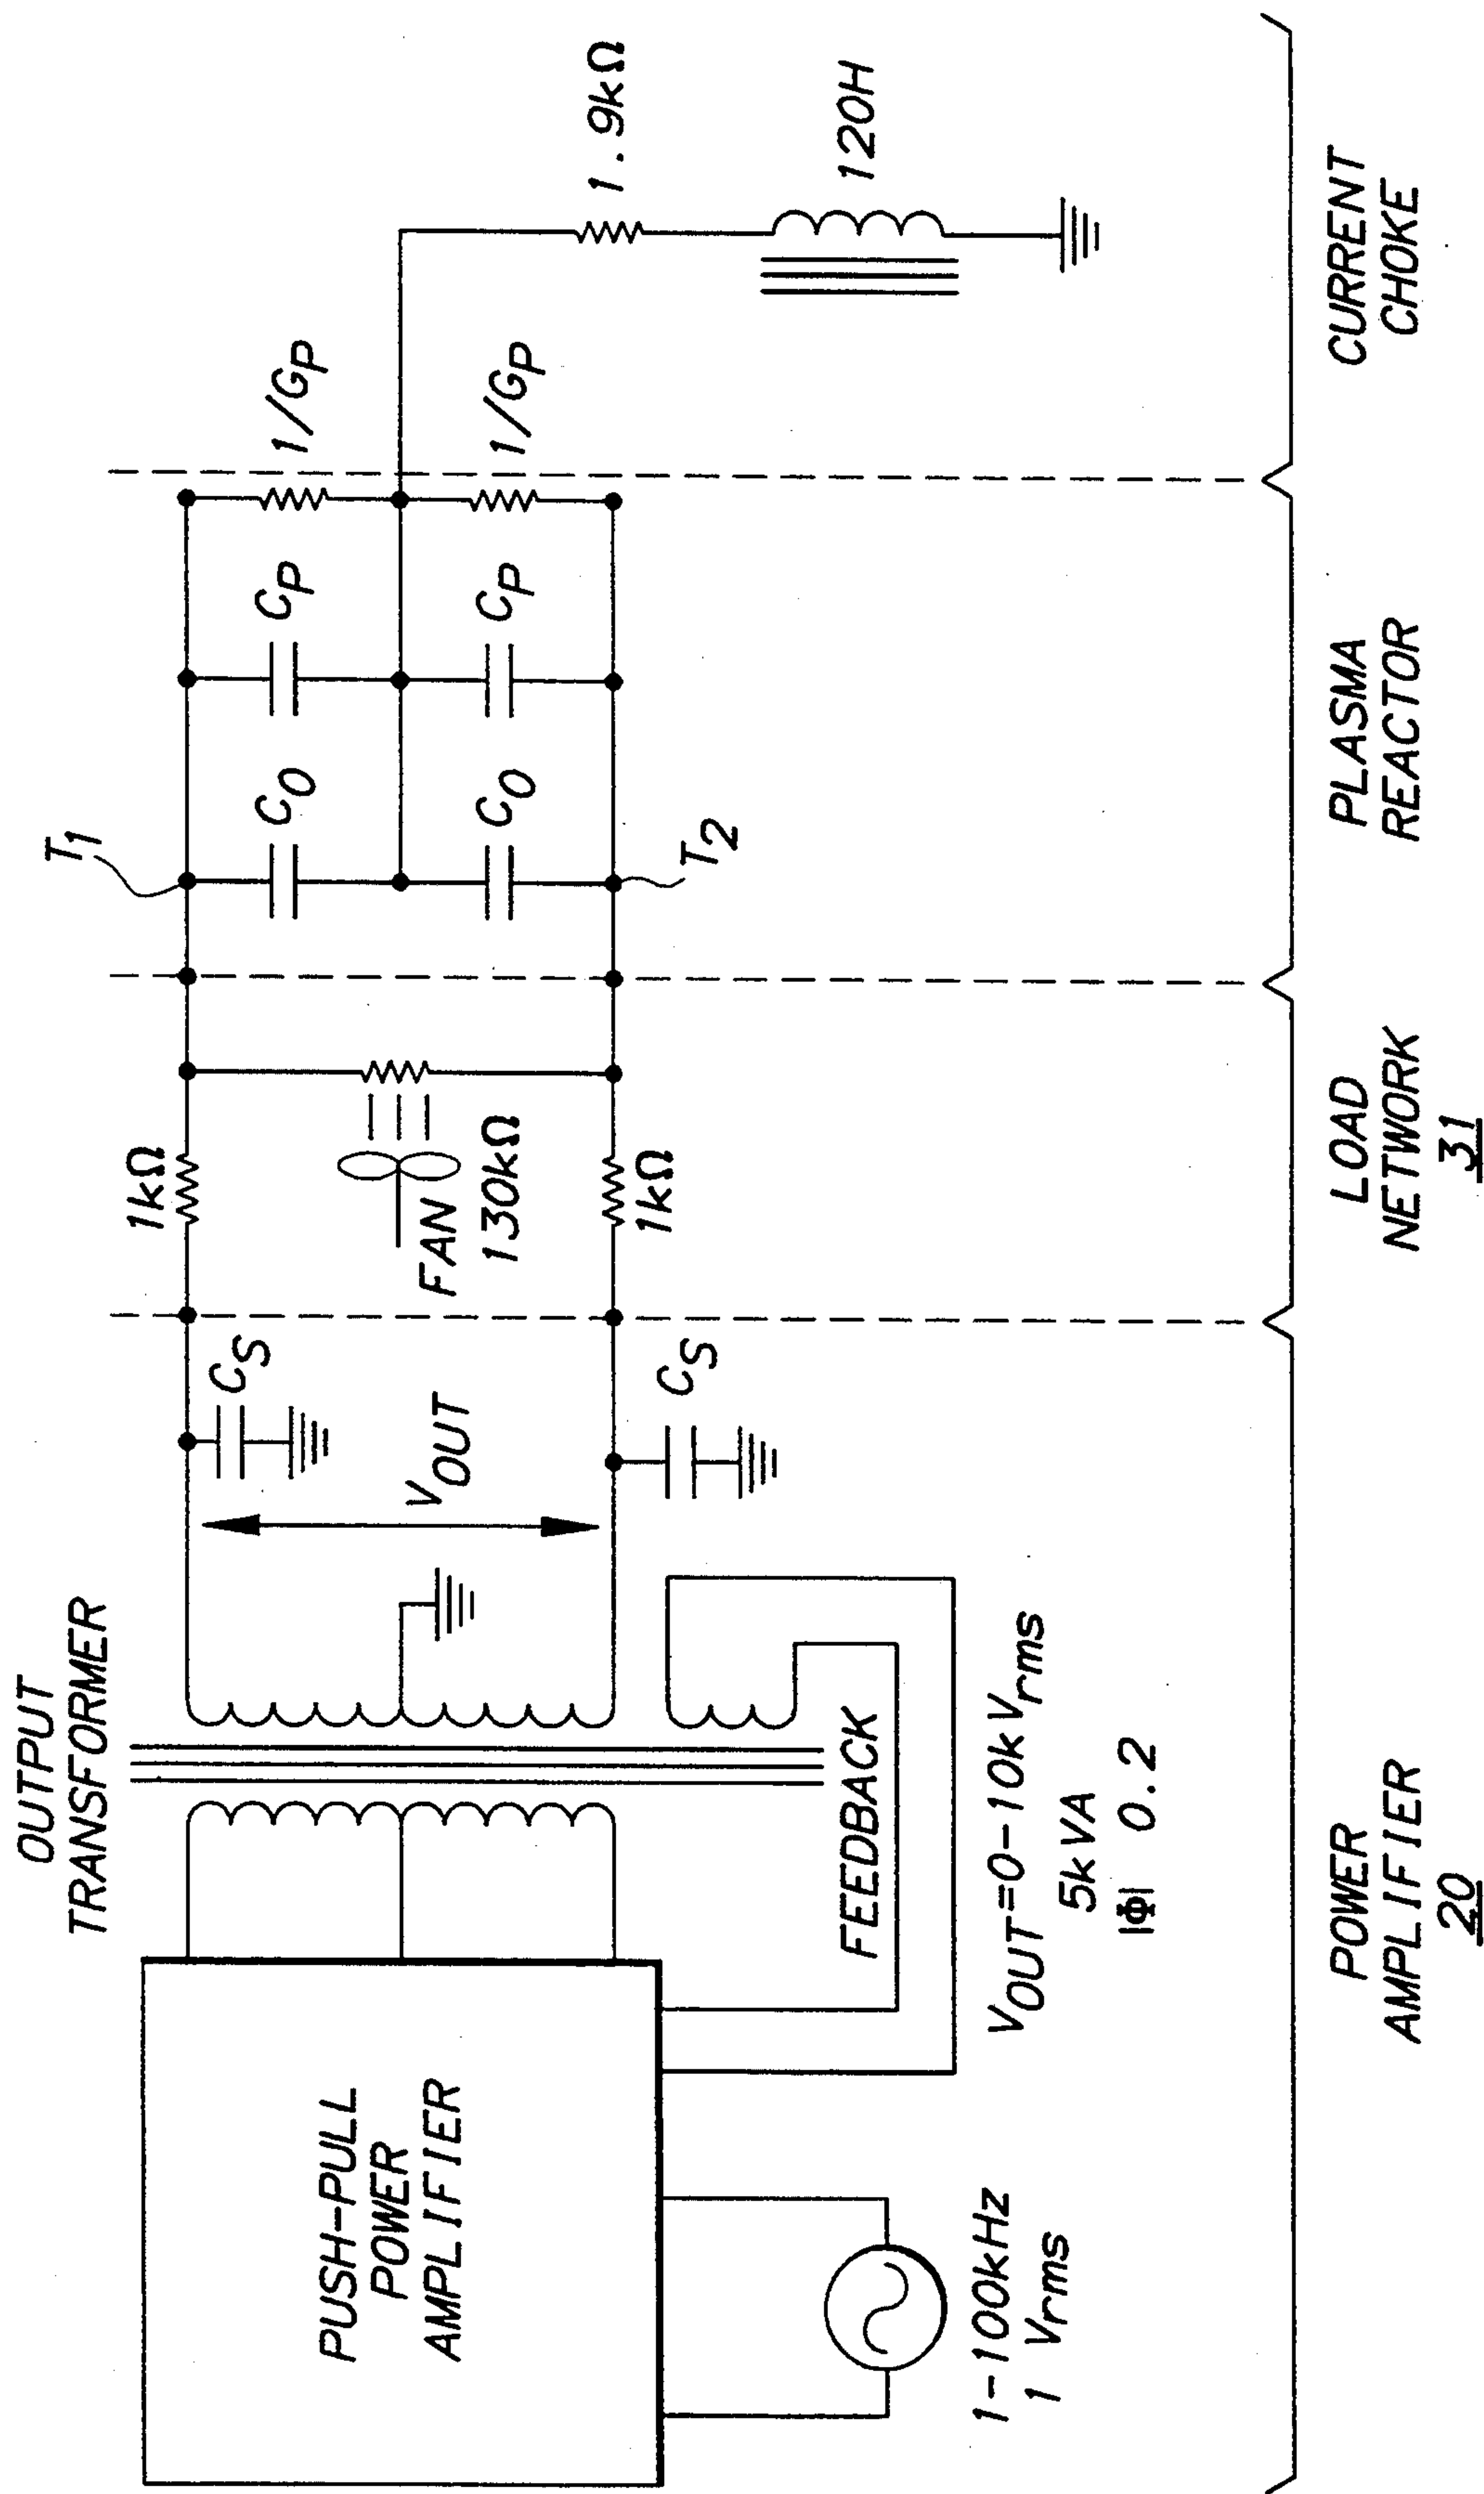 OUTPUT
TRANSFORMER
PUSH-PULL
POWER
AMPLIFIER
1-100kHz
1 Vrms
FEEDBACK
VOUT=0-10kVrms
5kVA
|Φ| 0.2
VOUT
CS
CS
1kΩ
FAN
130kΩ
1kΩ
T1
T2
CO
CO
CP
CP
1/GP
1/GP
1.9kΩ
120H
POWER
AMPLIFIER
20
LOAD
NETWORK
31
PLASMA
REACTOR
CURRENT
CHOKE